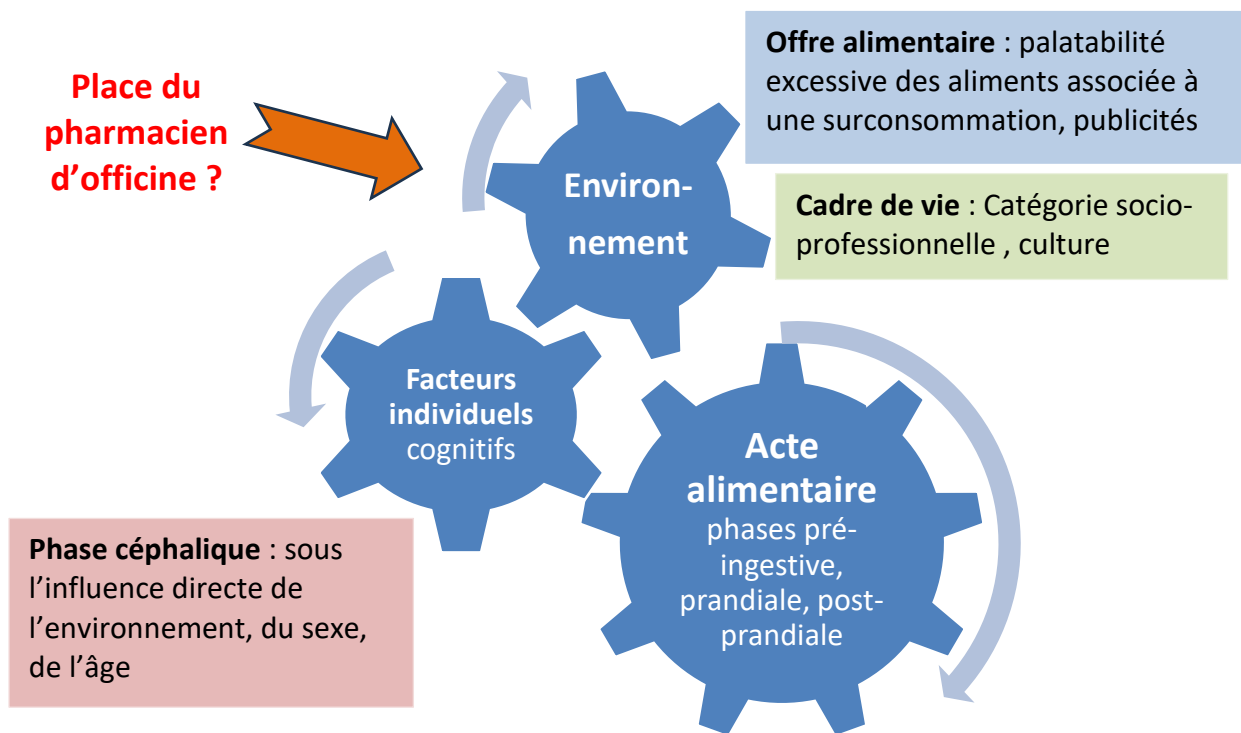 Place du
pharmacien
d’officine ?
Offre alimentaire : palatabilité
excessive des aliments associée à
une surconsommation, publicités
Environ-
nement
Cadre de vie : Catégorie socio-
professionnelle , culture
Facteurs
individuels
cognitifs
Acte
alimentaire
phases pré-
ingestive,
prandiale, post-
prandiale
Phase céphalique : sous
l’influence directe de
l’environnement, du sexe,
de l’âge